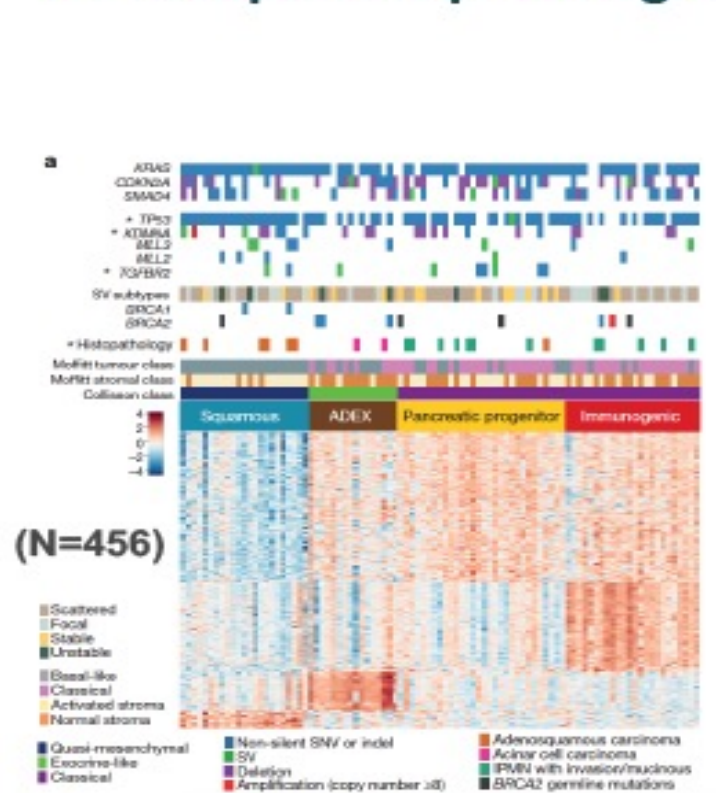 a
KRAS
CDKN2A
SMAD4
* TP53
* KDM6A
MLL3
MLL2
* TGFBR2
SV subtypes
BRCA1
BRCA2
* Histopathology
Moffitt tumour class
Moffitt stromal class
Collisson class
4
2
0
−2
−4
Squamous ADEX Pancreatic progenitor Immunogenic
(N=456)
Scattered
Focal
Stable
Unstable
Basal-like
Classical
Activated stroma
Normal stroma
Quasi-mesenchymal
Exocrine-like
Classical
Non-silent SNV or indel
SV
Deletion
Amplification (copy number ≥8)
Adenosquamous carcinoma
Acinar cell carcinoma
IPMN with invasion/mucinous
BRCA2 germline mutations